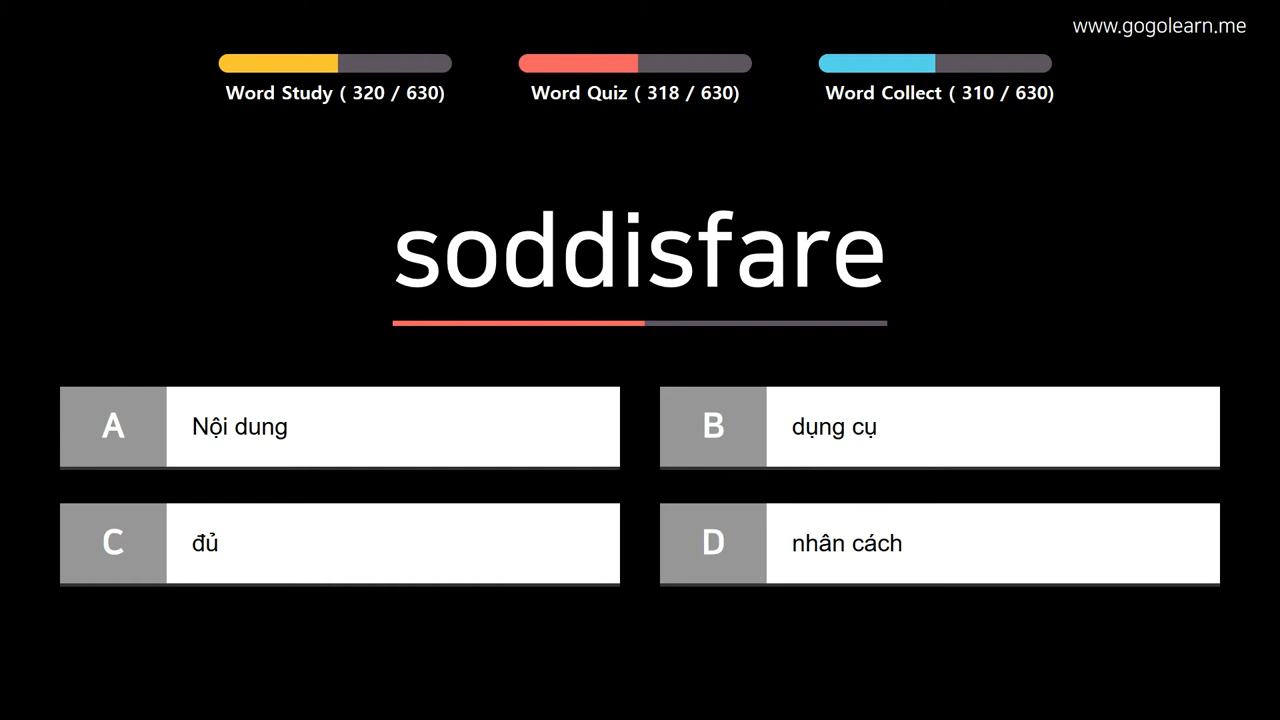 www.gogolearn.me
Word Study ( 320 / 630)
Word Quiz ( 318 / 630)
Word Collect ( 310 / 630)
soddisfare
A Nội dung
B dụng cụ
C đủ
D nhân cách